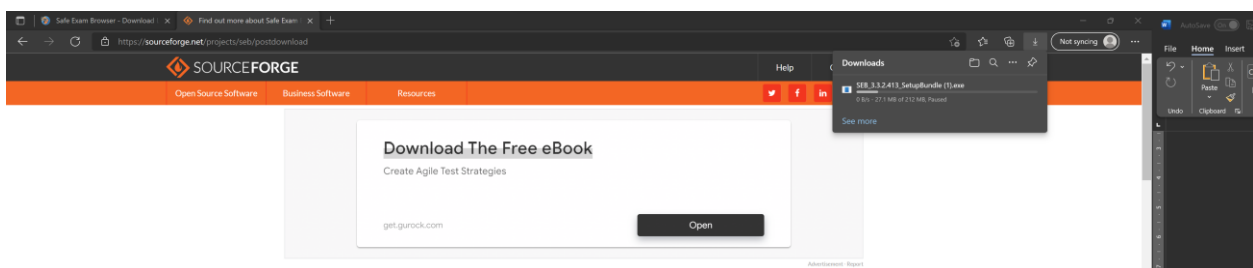 Safe Exam Browser - Download
Find out more about Safe Exam
https://sourceforge.net/projects/seb/postdownload
Not syncing
AutoSave
File Home Insert
SOURCEFORGE
Help
Downloads
SEB_3.3.2.413_SetupBundle (1).exe
0 B/s - 27.1 MB of 212 MB, Paused
See more
Paste
Undo Clipboard
Open Source Software Business Software Resources
Download The Free eBook
Create Agile Test Strategies
get.gurock.com
Open
Advertisement - Report